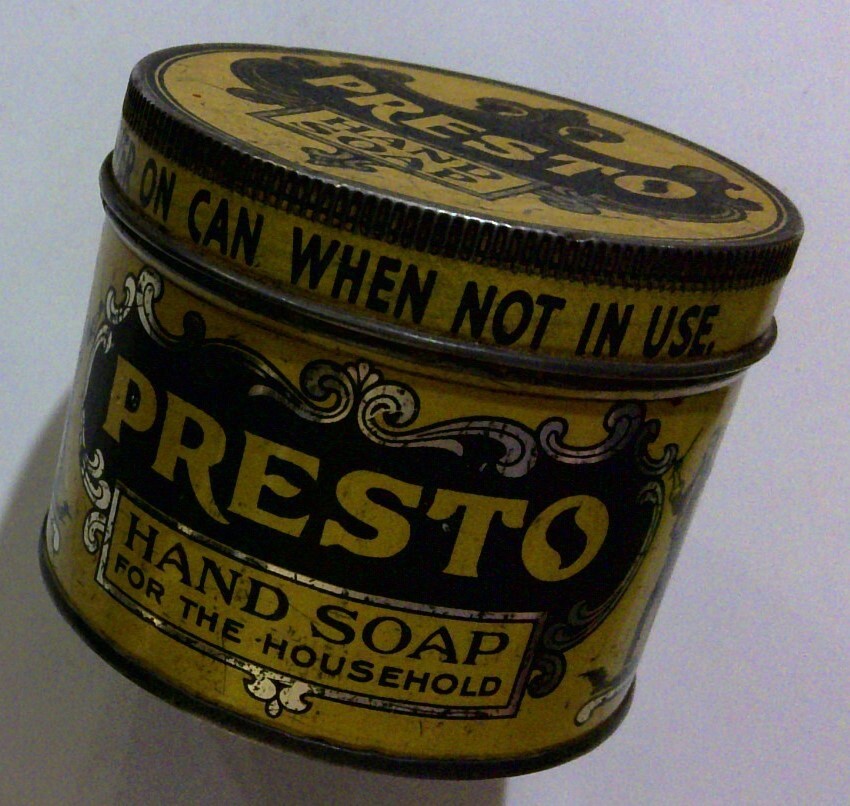 PRESTO
HAND
SOAP
ON CAN WHEN NOT IN USE.
PRESTO
HAND SOAP
FOR THE HOUSEHOLD